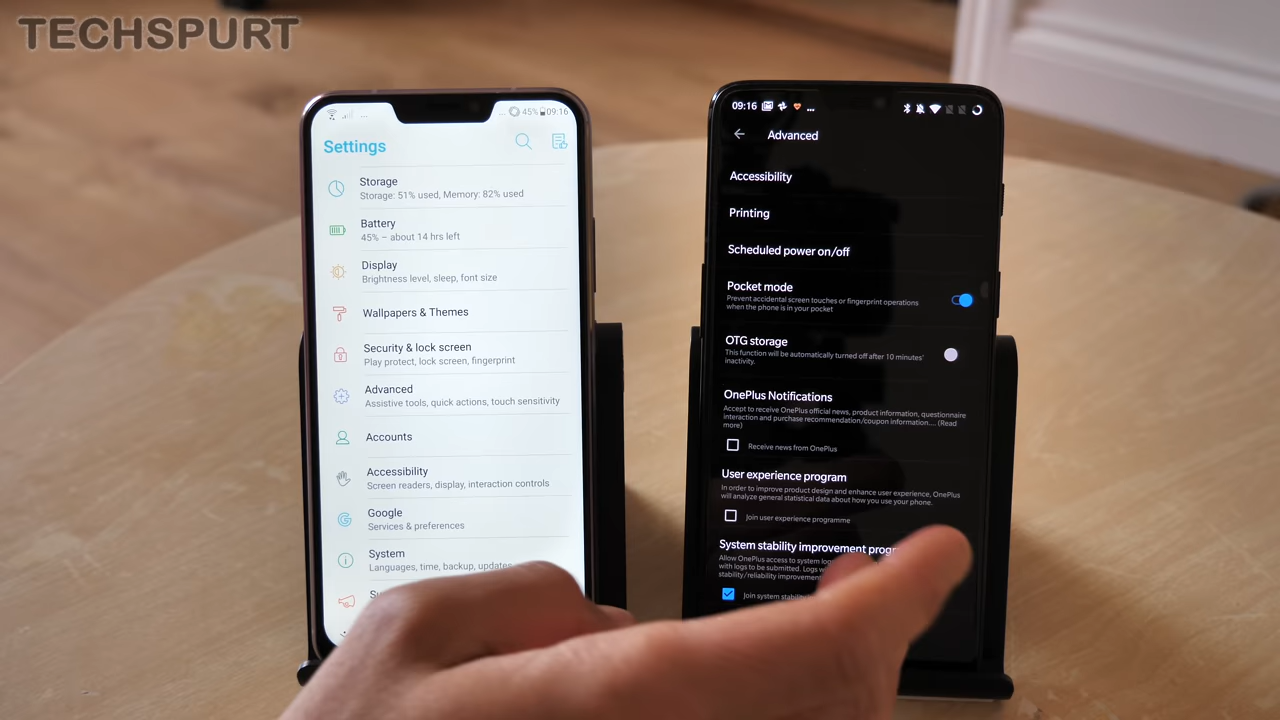 TECHSPURT
45% 09:16
Settings
Storage
Storage: 51% used, Memory: 82% used
Battery
45% – about 14 hrs left
Display
Brightness level, sleep, font size
Wallpapers & Themes
Security & lock screen
Play protect, lock screen, fingerprint
Advanced
Assistive tools, quick actions, touch sensitivity
Accounts
Accessibility
Screen readers, display, interaction controls
Google
Services & preferences
System
Languages, time, backup, updates
09:16
Advanced
Accessibility
Printing
Scheduled power on/off
Pocket mode
Prevent accidental screen touches or fingerprint operations
when the phone is in your pocket
OTG storage
This function will be automatically turned off after 10 minutes'
inactivity.
OnePlus Notifications
Accept to receive OnePlus official news, product information, questionnaire
interaction and purchase recommendation/coupon information.... (Read
more)
Receive news from OnePlus
User experience program
In order to improve product design and enhance user experience, OnePlus
will analyze general statistical data about how you use your phone.
Join user experience programme
System stability improvement
Allow OnePlus access to system
with logs to be submitted. Logs
stability/reliability
Join system